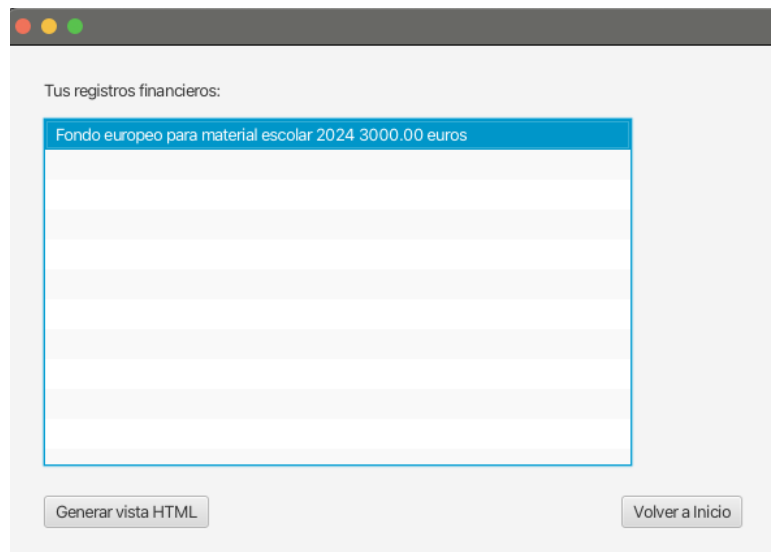 Tus registros financieros:
Fondo europeo para material escolar 2024 3000.00 euros
Generar vista HTML
Volver a Inicio